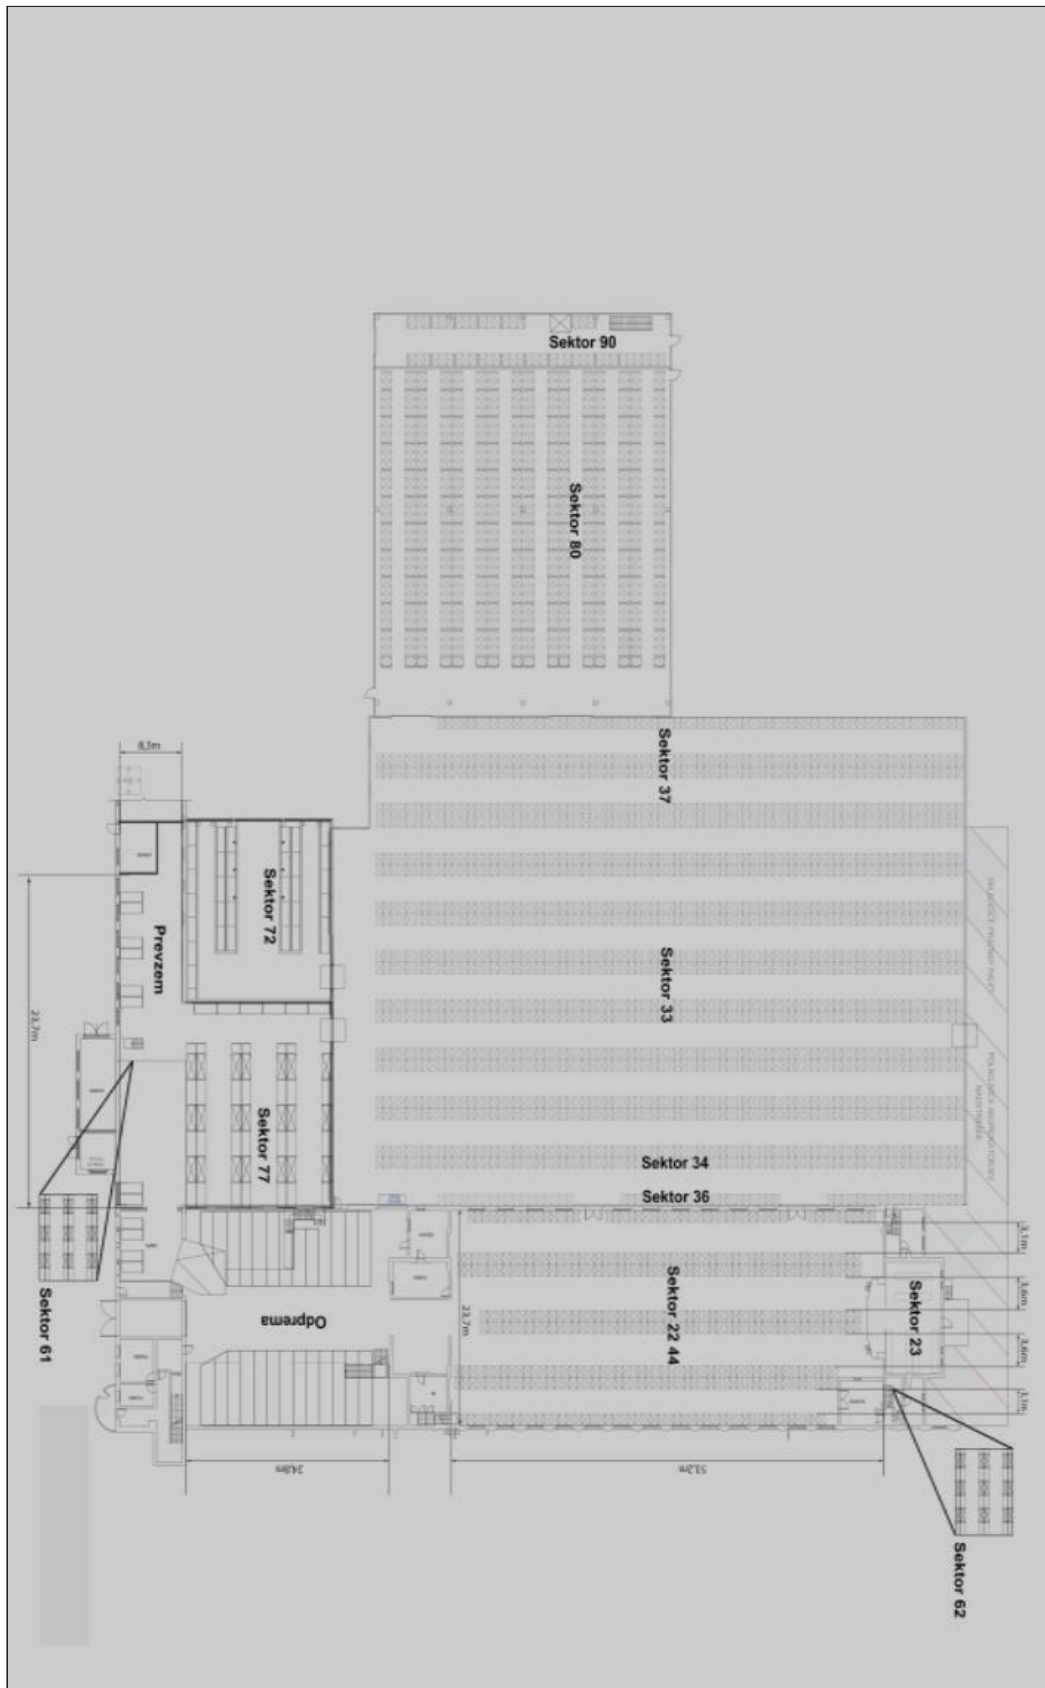 Sektor 90
Sektor 80
Sektor 37
8,3m
Sektor 72
Prevzem
Sektor 33
23,7m
Sektor 77
Sektor 34
Sektor 36
3,1m
Sektor 61
Odprema
23,7m
Sektor 22 44
Sektor 23
3,6m
3,6m
3,1m
24,8m
53,2m
Sektor 62